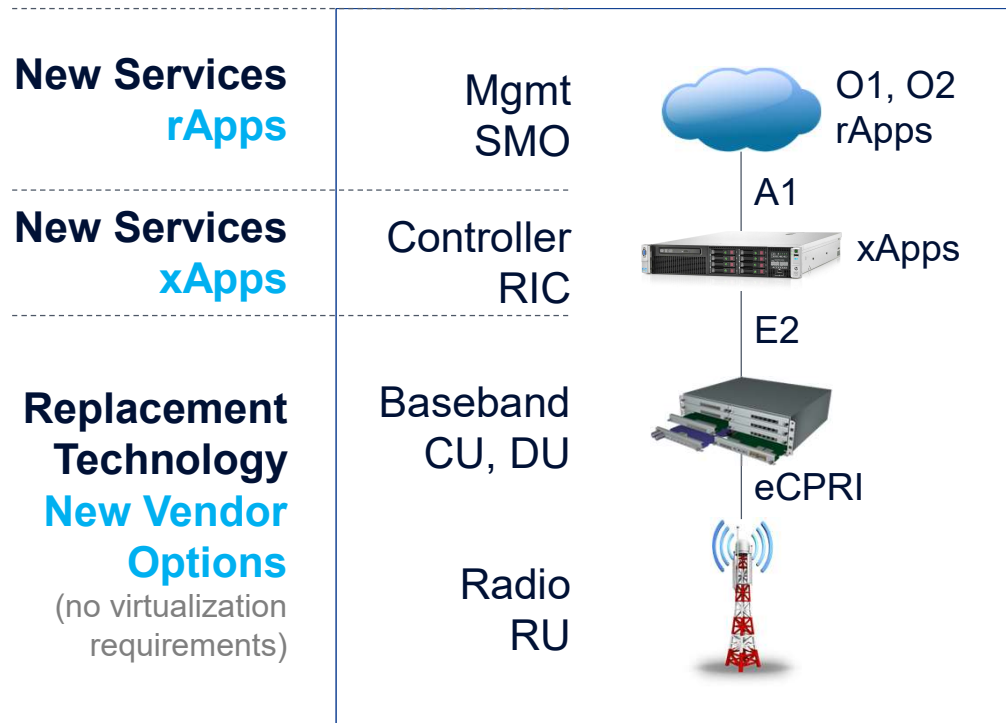 New Services
rApps
Mgmt
SMO
O1, O2
rApps
A1
New Services
xApps
Controller
RIC
xApps
E2
Replacement
Technology
New Vendor
Options
(no virtualization
requirements)
Baseband
CU, DU
eCPRI
Radio
RU